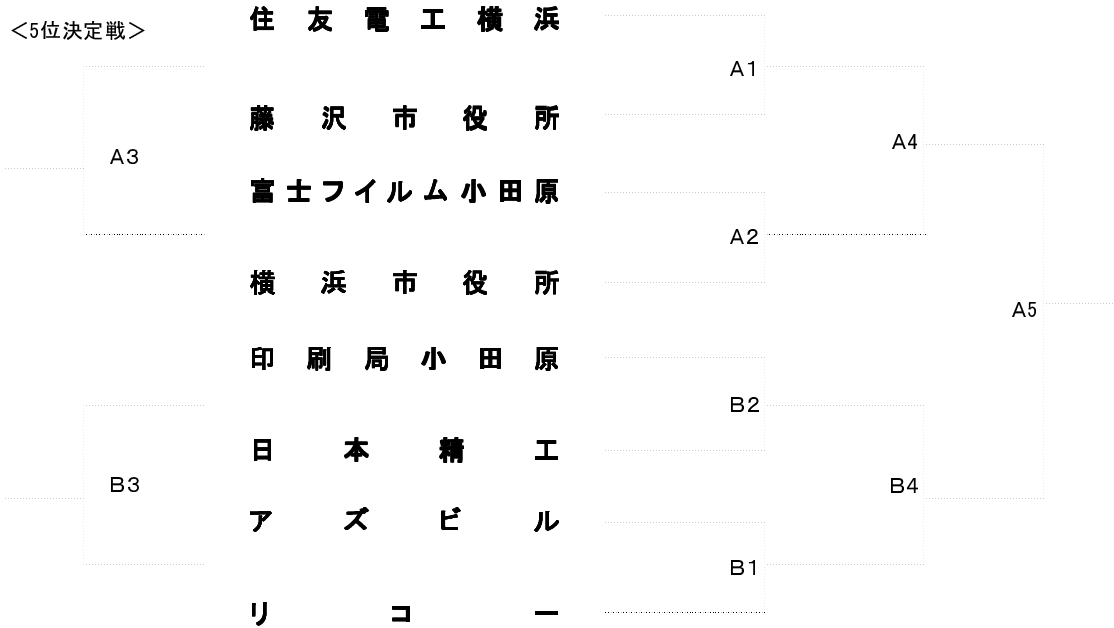 ＜5位決定戦＞
住友電工横浜
A1
藤沢市役所
A3
A4
富士フイルム小田原
A2
横浜市役所
A5
印刷局小田原
B2
日本精工
B3
B4
アズビル
B1
リコー